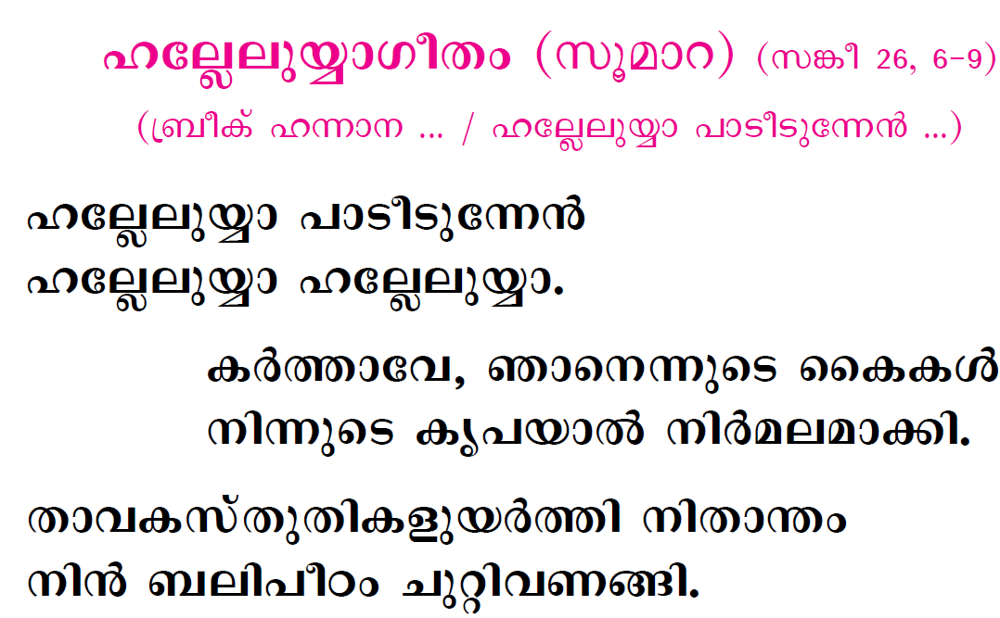 ഹല്ലേലുയ്യാഗീതം (സൂമാറ) (സങ്കീ 26, 6-9)
(ബ്രീക് ഹന്നാന ... / ഹല്ലേലുയ്യാ പാടീടുന്നേൻ ...)
ഹല്ലേലുയ്യാ പാടീടുന്നേൻ
ഹല്ലേലുയ്യാ ഹല്ലേലുയ്യാ.
കർത്താവേ, ഞാനെന്നുടെ കൈകൾ
നിന്നുടെ കൃപയാൽ നിർമലമാക്കി.
താവകസ്തുതികളുയർത്തി നിതാന്തം
നിൻ ബലിപീഠം ചുറ്റിവണങ്ങി.